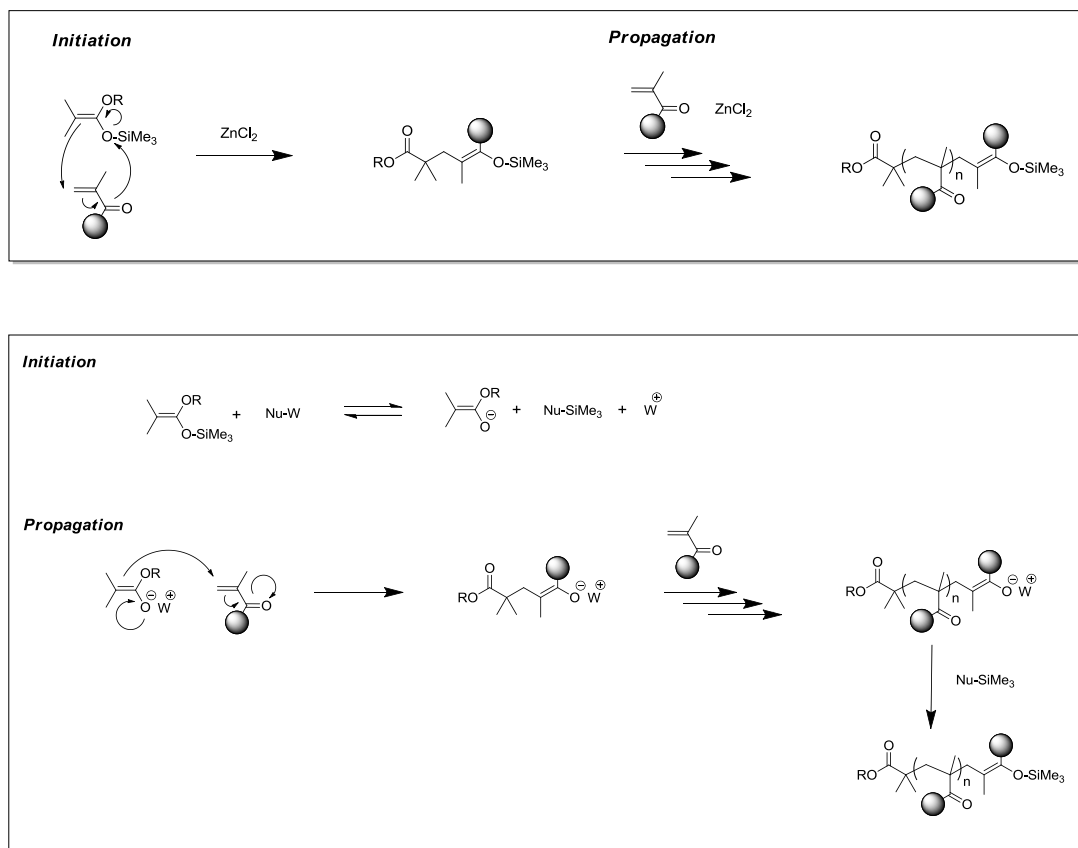 Initiation
Propagation
OR
O-SiMe3
O
ZnCl2
O
RO
O-SiMe3
O
ZnCl2
O
RO
n
O
O-SiMe3
Initiation
OR
O-SiMe3
+
Nu-W
OR
O
⊖
+
Nu-SiMe3
+
W
⊕
Propagation
OR
O
⊖
W
⊕
O
O
RO
O
⊖
W
⊕
O
O
RO
n
O
O
⊖
W
⊕
Nu-SiMe3
O
RO
n
O
O-SiMe3